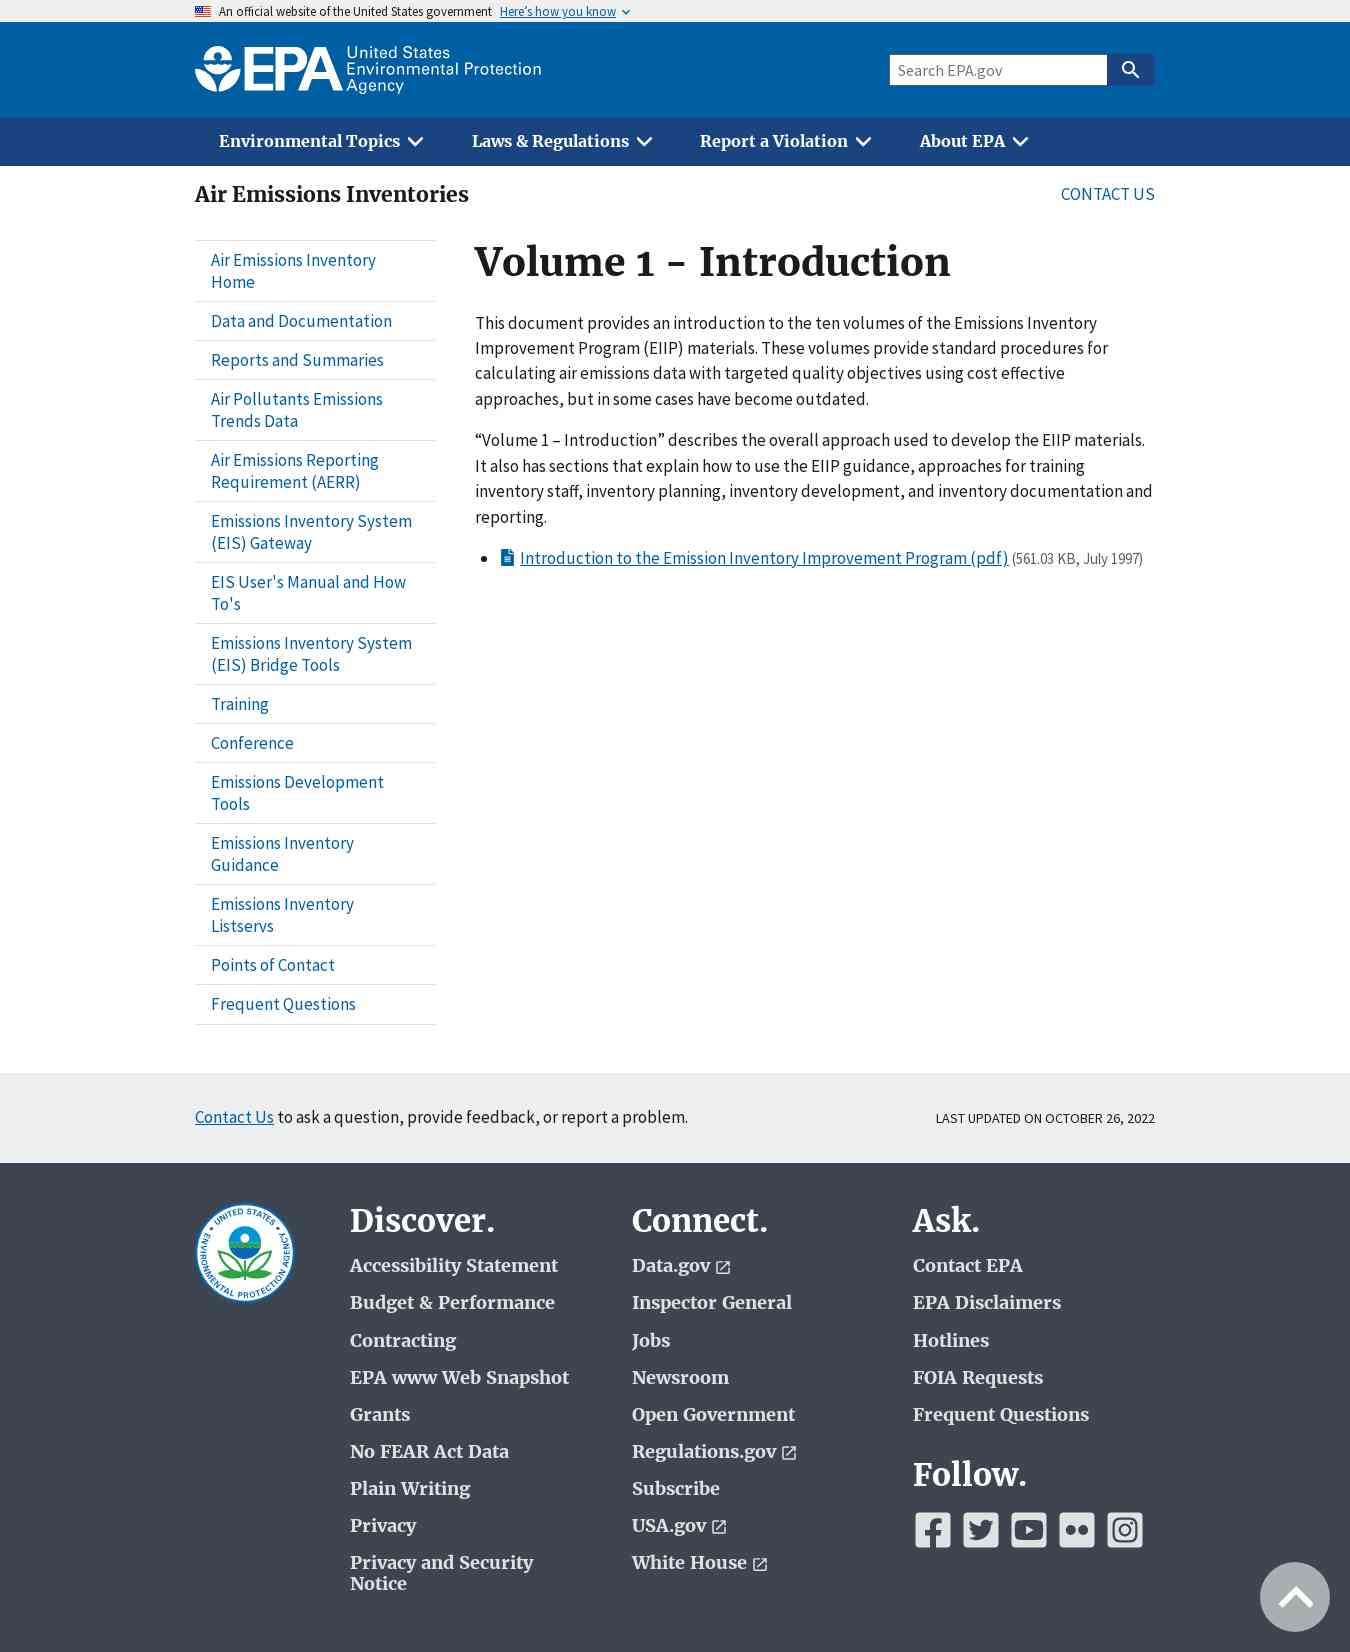 An official website of the United States government Here's how you know
EPA United States
Environmental Protection
Agency
Search EPA.gov
Environmental Topics
Laws & Regulations
Report a Violation
About EPA
Air Emissions Inventories
CONTACT US
Air Emissions Inventory
Home
Data and Documentation
Reports and Summaries
Air Pollutants Emissions
Trends Data
Air Emissions Reporting
Requirement (AERR)
Emissions Inventory System
(EIS) Gateway
EIS User's Manual and How
To's
Emissions Inventory System
(EIS) Bridge Tools
Training
Conference
Emissions Development
Tools
Emissions Inventory
Guidance
Emissions Inventory
Listservs
Points of Contact
Frequent Questions
Volume 1 - Introduction
This document provides an introduction to the ten volumes of the Emissions Inventory
Improvement Program (EIIP) materials. These volumes provide standard procedures for
calculating air emissions data with targeted quality objectives using cost effective
approaches, but in some cases have become outdated.
“Volume 1 – Introduction” describes the overall approach used to develop the EIIP materials.
It also has sections that explain how to use the EIIP guidance, approaches for training
inventory staff, inventory planning, inventory development, and inventory documentation and
reporting.
Introduction to the Emission Inventory Improvement Program (pdf) (561.03 KB, July 1997)
Contact Us to ask a question, provide feedback, or report a problem.
LAST UPDATED ON OCTOBER 26, 2022
UNITED STATES
ENVIRONMENTAL PROTECTION AGENCY
Discover.
Accessibility Statement
Budget & Performance
Contracting
EPA www Web Snapshot
Grants
No FEAR Act Data
Plain Writing
Privacy
Privacy and Security
Notice
Connect.
Data.gov
Inspector General
Jobs
Newsroom
Open Government
Regulations.gov
Subscribe
USA.gov
White House
Ask.
Contact EPA
EPA Disclaimers
Hotlines
FOIA Requests
Frequent Questions
Follow.